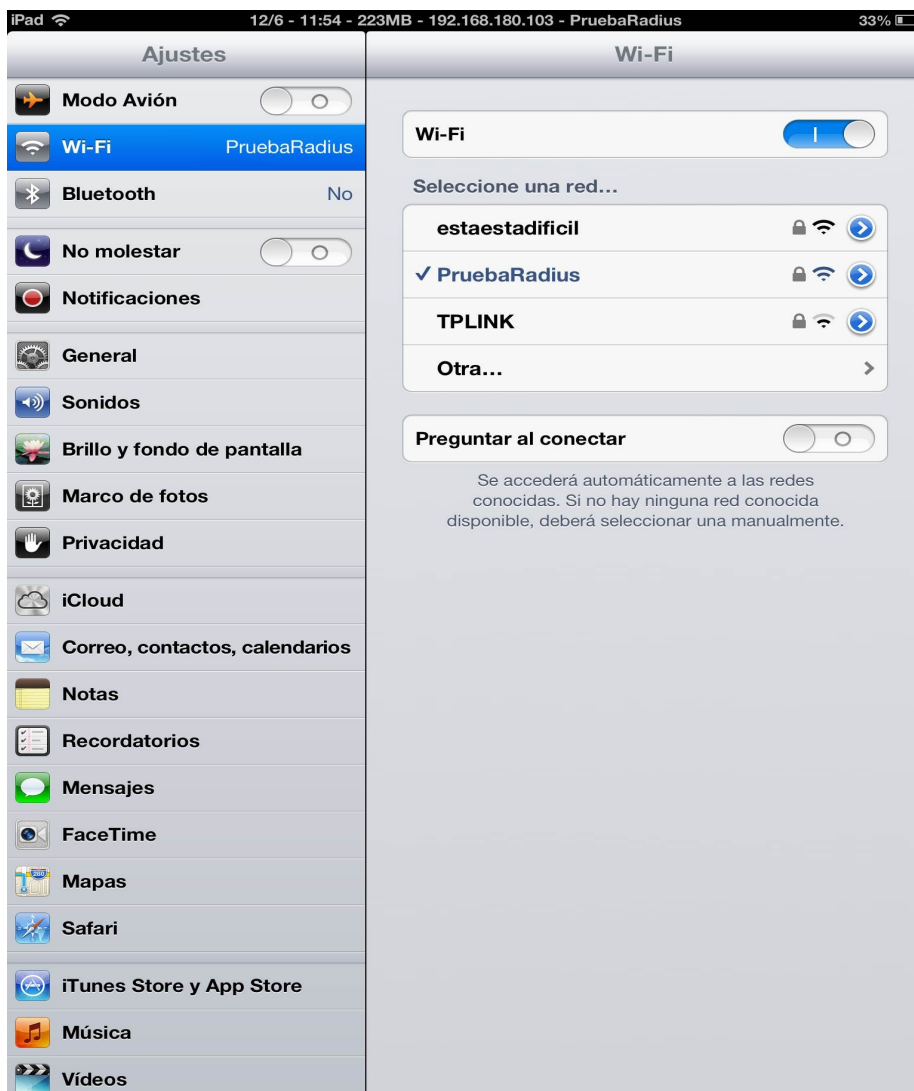 iPad 12/6 - 11:54 - 223MB - 192.168.180.103 - PruebaRadius 33%
Ajustes
Modo Avión
Wi-Fi PruebaRadius
Bluetooth No
No molestar
Notificaciones
General
Sonidos
Brillo y fondo de pantalla
Marco de fotos
Privacidad
iCloud
Correo, contactos, calendarios
Notas
Recordatorios
Mensajes
FaceTime
280
Mapas
Safari
iTunes Store y App Store
Música
Vídeos
Wi-Fi
Wi-Fi
Seleccione una red...
estaestadificil
✓ PruebaRadius
TPLINK
Otra...
Preguntar al conectar
Se accederá automáticamente a las redes
conocidas. Si no hay ninguna red conocida
disponible, deberá seleccionar una manualmente.